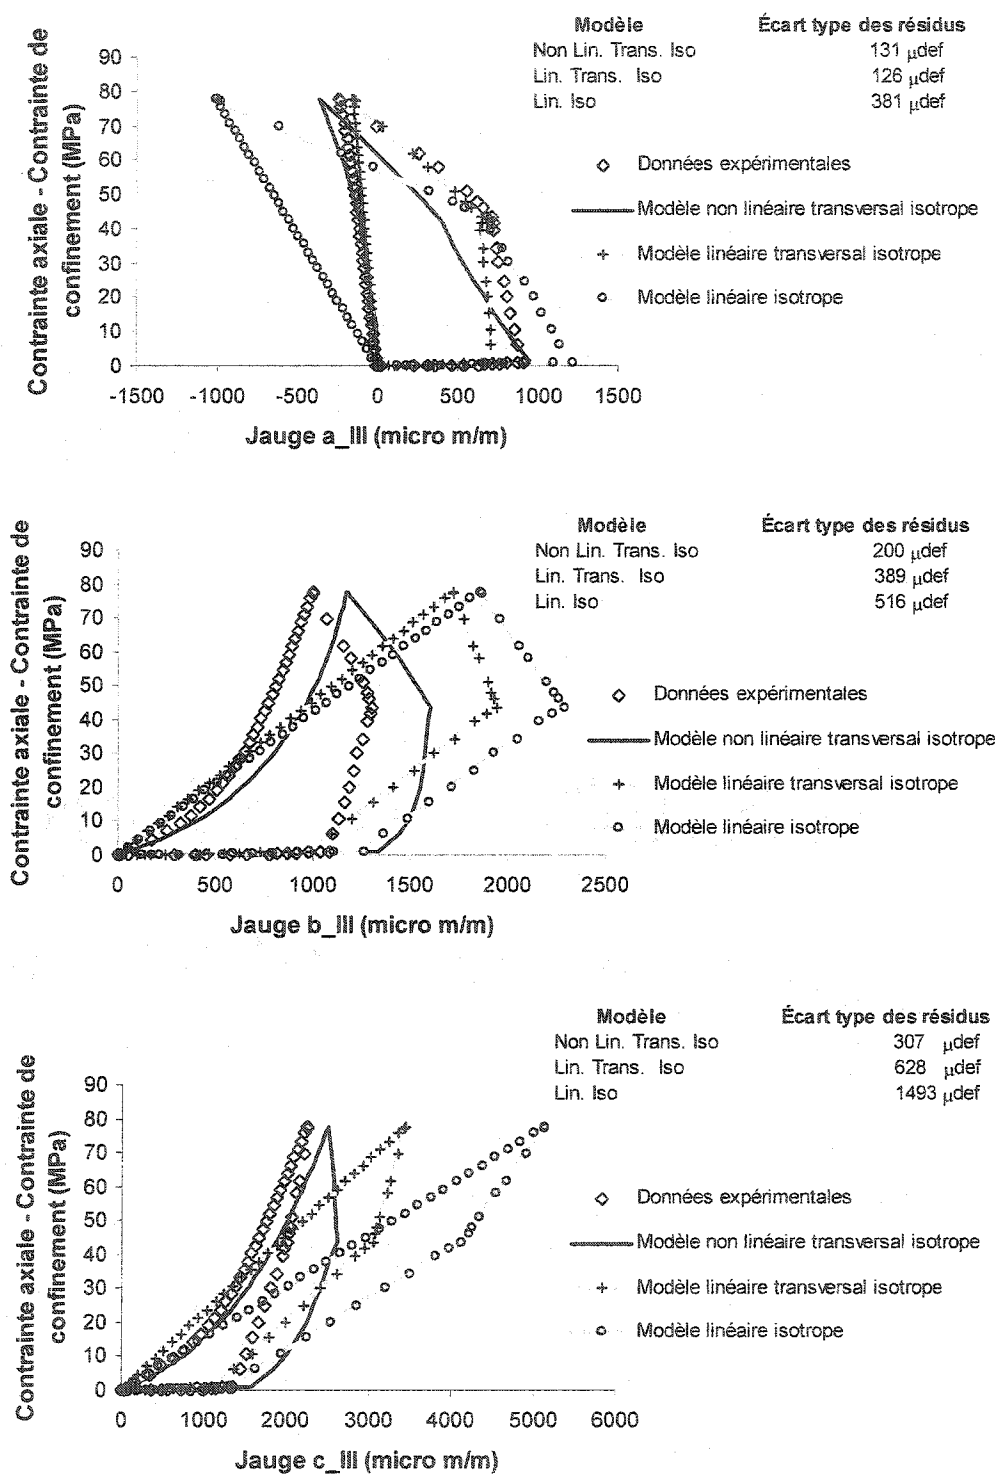 Modèle Écart type des résidus
Non Lin. Trans. Iso 131 μdef
Lin. Trans. Iso 126 μdef
Lin. Iso 381 μdef
Contrainte axiale - Contrainte de
confinement (MPa)
90
80
70
60
50
40
30
20
10
0
-1500 -1000 -500 0 500 1000 1500
Jauge a_III (micro m/m)
Données expérimentales
Modèle non linéaire transversal isotrope
Modèle linéaire transversal isotrope
Modèle linéaire isotrope
Modèle Écart type des résidus
Non Lin. Trans. Iso 200 μdef
Lin. Trans. Iso 389 μdef
Lin. Iso 516 μdef
Contrainte axiale - Contrainte de
confinement (MPa)
90
80
70
60
50
40
30
20
10
0
0 500 1000 1500 2000 2500
Jauge b_III (micro m/m)
Données expérimentales
Modèle non linéaire transversal isotrope
Modèle linéaire transversal isotrope
Modèle linéaire isotrope
Modèle Écart type des résidus
Non Lin. Trans. Iso 307 μdef
Lin. Trans. Iso 628 μdef
Lin. Iso 1493 μdef
Contrainte axiale - Contrainte de
confinement (MPa)
90
80
70
60
50
40
30
20
10
0
0 1000 2000 3000 4000 5000 6000
Jauge c_III (micro m/m)
Données expérimentales
Modèle non linéaire transversal isotrope
Modèle linéaire transversal isotrope
Modèle linéaire isotrope